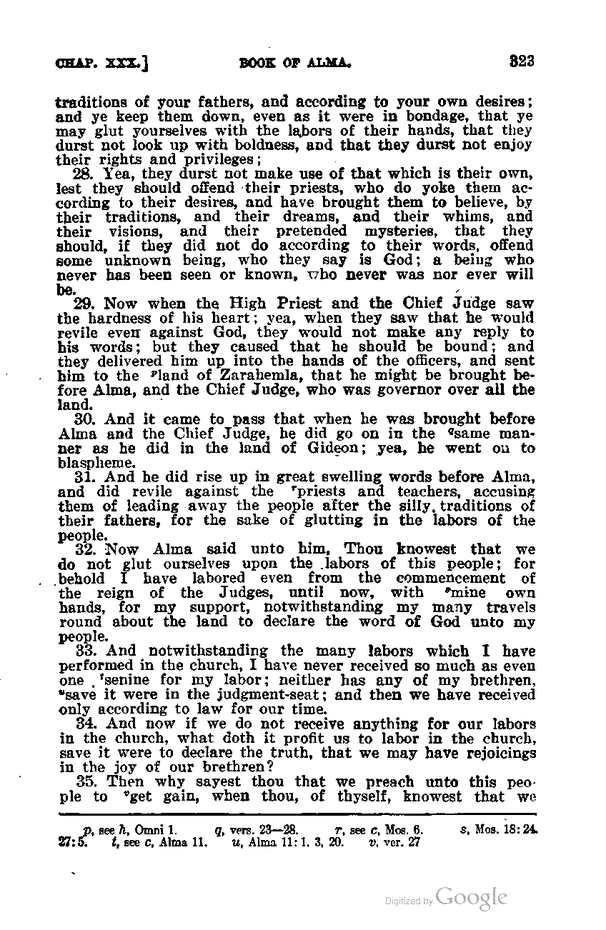 CHAP. XXX.] BOOK OF ALMA. 323
traditions of your fathers, and according to your own desires;
and ye keep them down, even as it were in bondage, that ye
may glut yourselves with the labors of their hands, that they
durst not look up with boldness, and that they durst not enjoy
their rights and privileges;
28. Yea, they durst not make use of that which is their own,
lest they should offend their priests, who do yoke them ac-
cording to their desires, and have brought them to believe, by
their traditions, and their dreams, and their whims, and
their visions, and their pretended mysteries, that they
should, if they did not do according to their words, offend
some unknown being, who they say is God; a being who
never has been seen or known, who never was nor ever will
be.
29. Now when the High Priest and the Chief Judge saw
the hardness of his heart; yea, when they saw that he would
revile even against God, they would not make any reply to
his words; but they caused that he should be bound; and
they delivered him up into the hands of the officers, and sent
him to the ᵖland of Zarahemla, that he might be brought be-
fore Alma, and the Chief Judge, who was governor over all the
land.
30. And it came to pass that when he was brought before
Alma and the Chief Judge, he did go on in the ᑫsame man-
ner as he did in the land of Gideon; yea, he went on to
blaspheme.
31. And he did rise up in great swelling words before Alma,
and did revile against the ʳpriests and teachers, accusing
them of leading away the people after the silly traditions of
their fathers, for the sake of glutting in the labors of the
people.
32. Now Alma said unto him, Thou knowest that we
do not glut ourselves upon the labors of this people; for
behold I have labored even from the commencement of
the reign of the Judges, until now, with ˢmine own
hands, for my support, notwithstanding my many travels
round about the land to declare the word of God unto my
people.
33. And notwithstanding the many labors which I have
performed in the church, I have never received so much as even
one ᵗsenine for my labor; neither has any of my brethren,
ᵘsave it were in the judgment-seat; and then we have received
only according to law for our time.
34. And now if we do not receive anything for our labors
in the church, what doth it profit us to labor in the church,
save it were to declare the truth, that we may have rejoicings
in the joy of our brethren?
35. Then why sayest thou that we preach unto this peo-
ple to ᵛget gain, when thou, of thyself, knowest that we
p, see h, Omni 1. q, vers. 23—28. r, see c, Mos. 6. s, Mos. 18:24.
27:5. t, see c, Alma 11. u, Alma 11:1, 3, 20. v, ver. 27
Digitized by Google